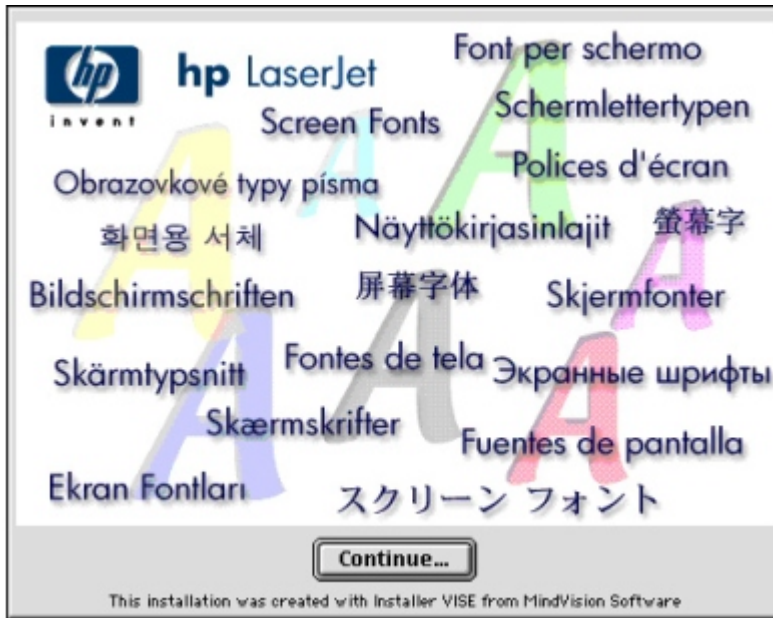 Font per schermo
hp
invent
hp LaserJet
Screen Fonts
Schermlettertypen
Polices d'écran
Obrazovkové typy písma
화면용 서체
Näyttökirjasinlajit
螢幕字
Bildschirmschriften
屏幕字体
Skjermfonter
Skärmtypsnitt
Fontes de tela
Экранные шрифты
Skærmskrifter
Fuentes de pantalla
Ekran Fontları
スクリーン フォント
Continue...
This installation was created with Installer VISE from MindVision Software